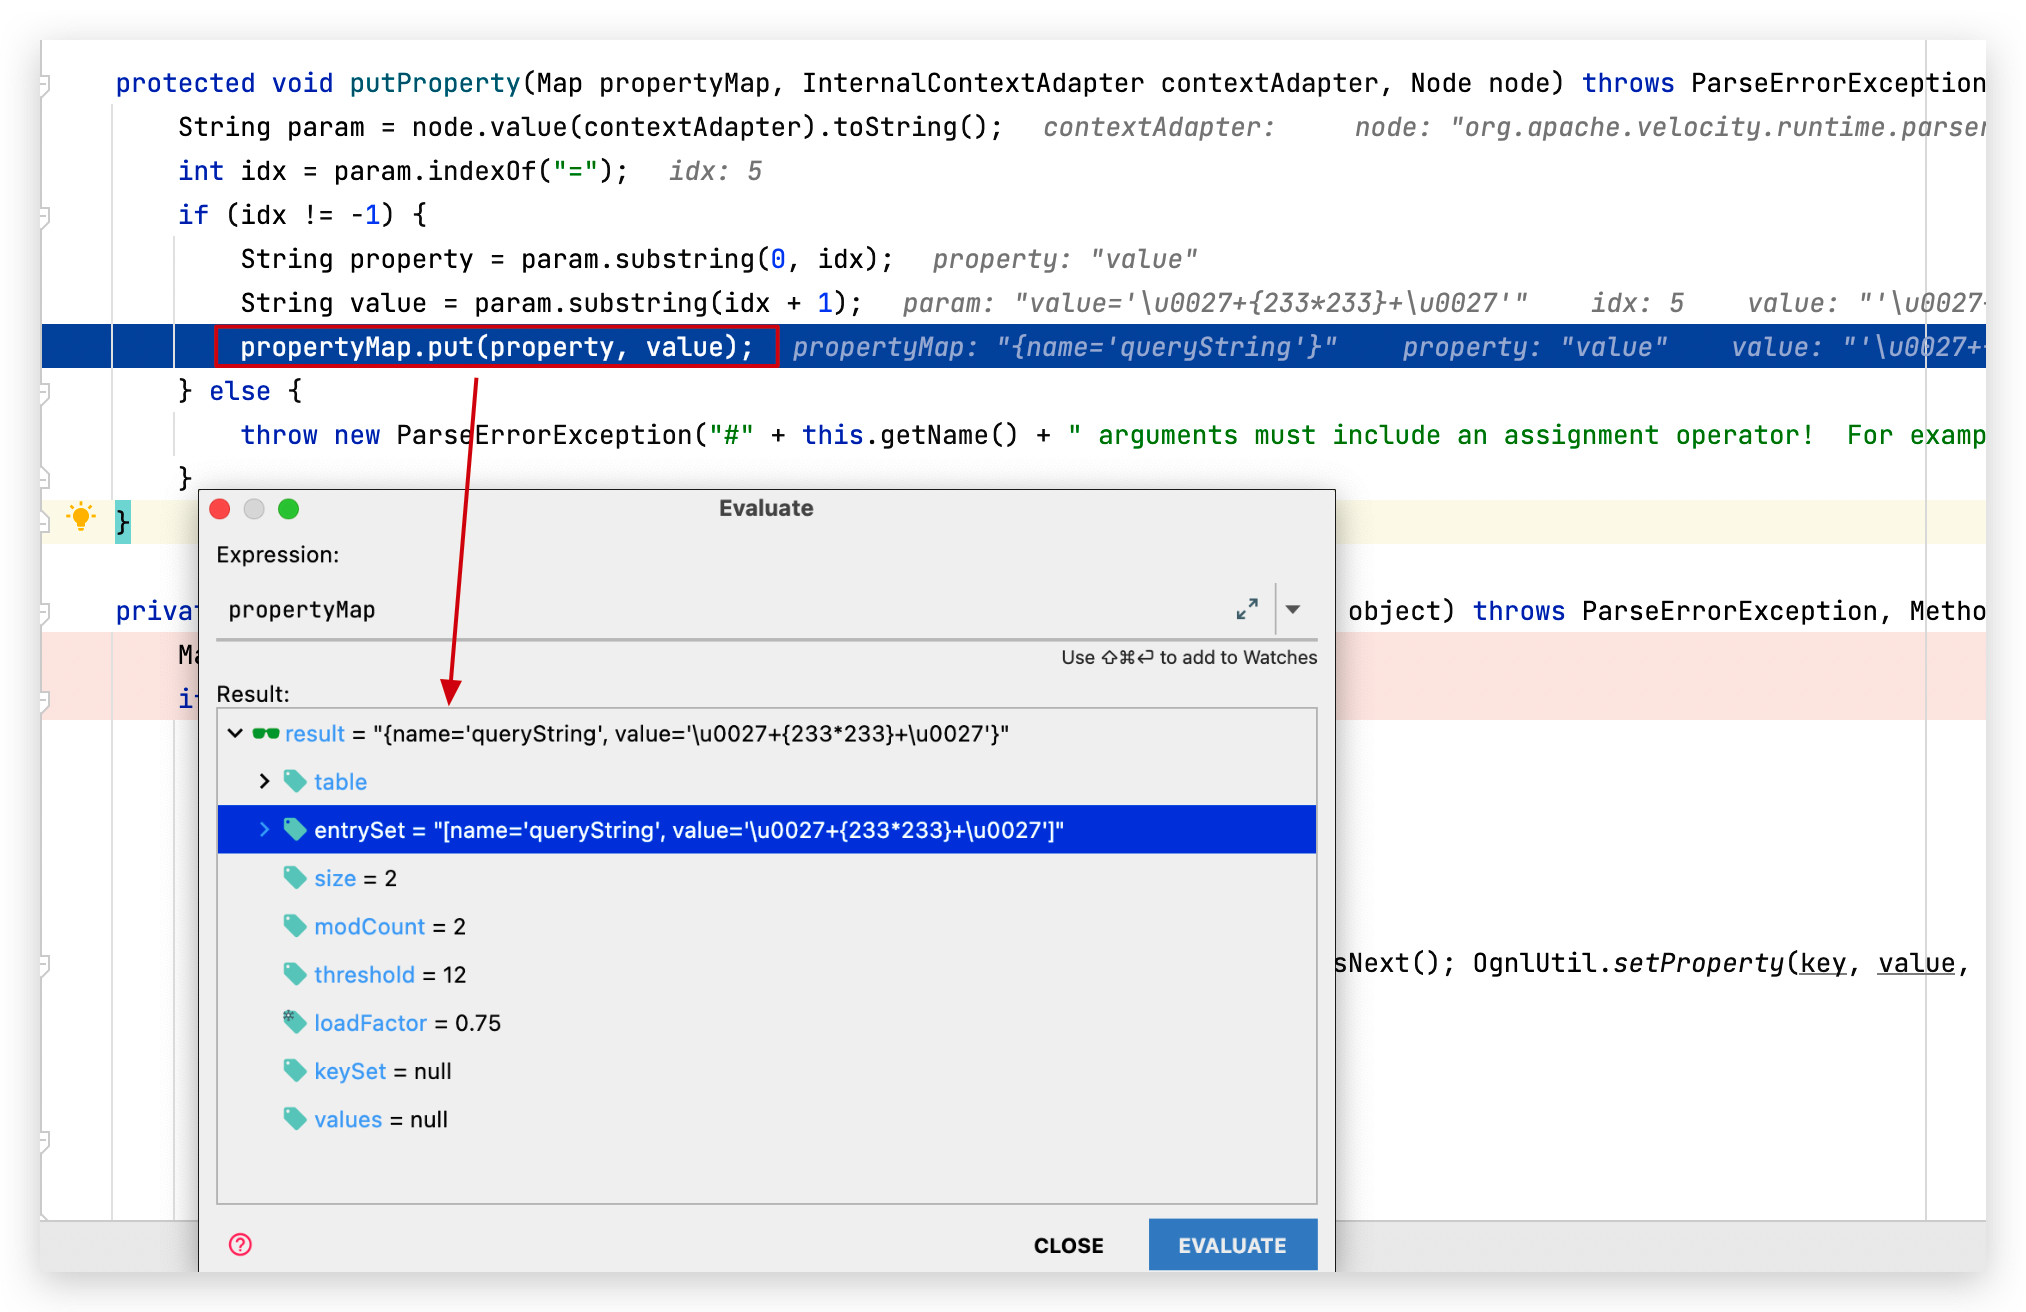 protected void putProperty(Map propertyMap, InternalContextAdapter contextAdapter, Node node) throws ParseErrorException
String param = node.value(contextAdapter).toString();   contextAdapter:     node: "org.apache.velocity.runtime.parser
int idx = param.indexOf("=");   idx: 5
if (idx != -1) {
String property = param.substring(0, idx);   property: "value"
String value = param.substring(idx + 1);   param: "value='\u0027+{233*233}+\u0027'"    idx: 5    value: "'\u0027+
propertyMap.put(property, value);   propertyMap: "{name='queryString'}"    property: "value"    value: "'\u0027+
} else {
throw new ParseErrorException("#" + this.getName() + " arguments must include an assignment operator!  For examp
}
}
Evaluate
Expression:
propertyMap
Use ⇧⌘⏎ to add to Watches
Result:
result = "{name='queryString', value='\u0027+{233*233}+\u0027'}"
table
entrySet = "[name='queryString', value='\u0027+{233*233}+\u0027']"
size = 2
modCount = 2
threshold = 12
loadFactor = 0.75
keySet = null
values = null
CLOSE
EVALUATE
privat
object) throws ParseErrorException, Metho
Ma
if
sNext(); OgnlUtil.setProperty(key, value,